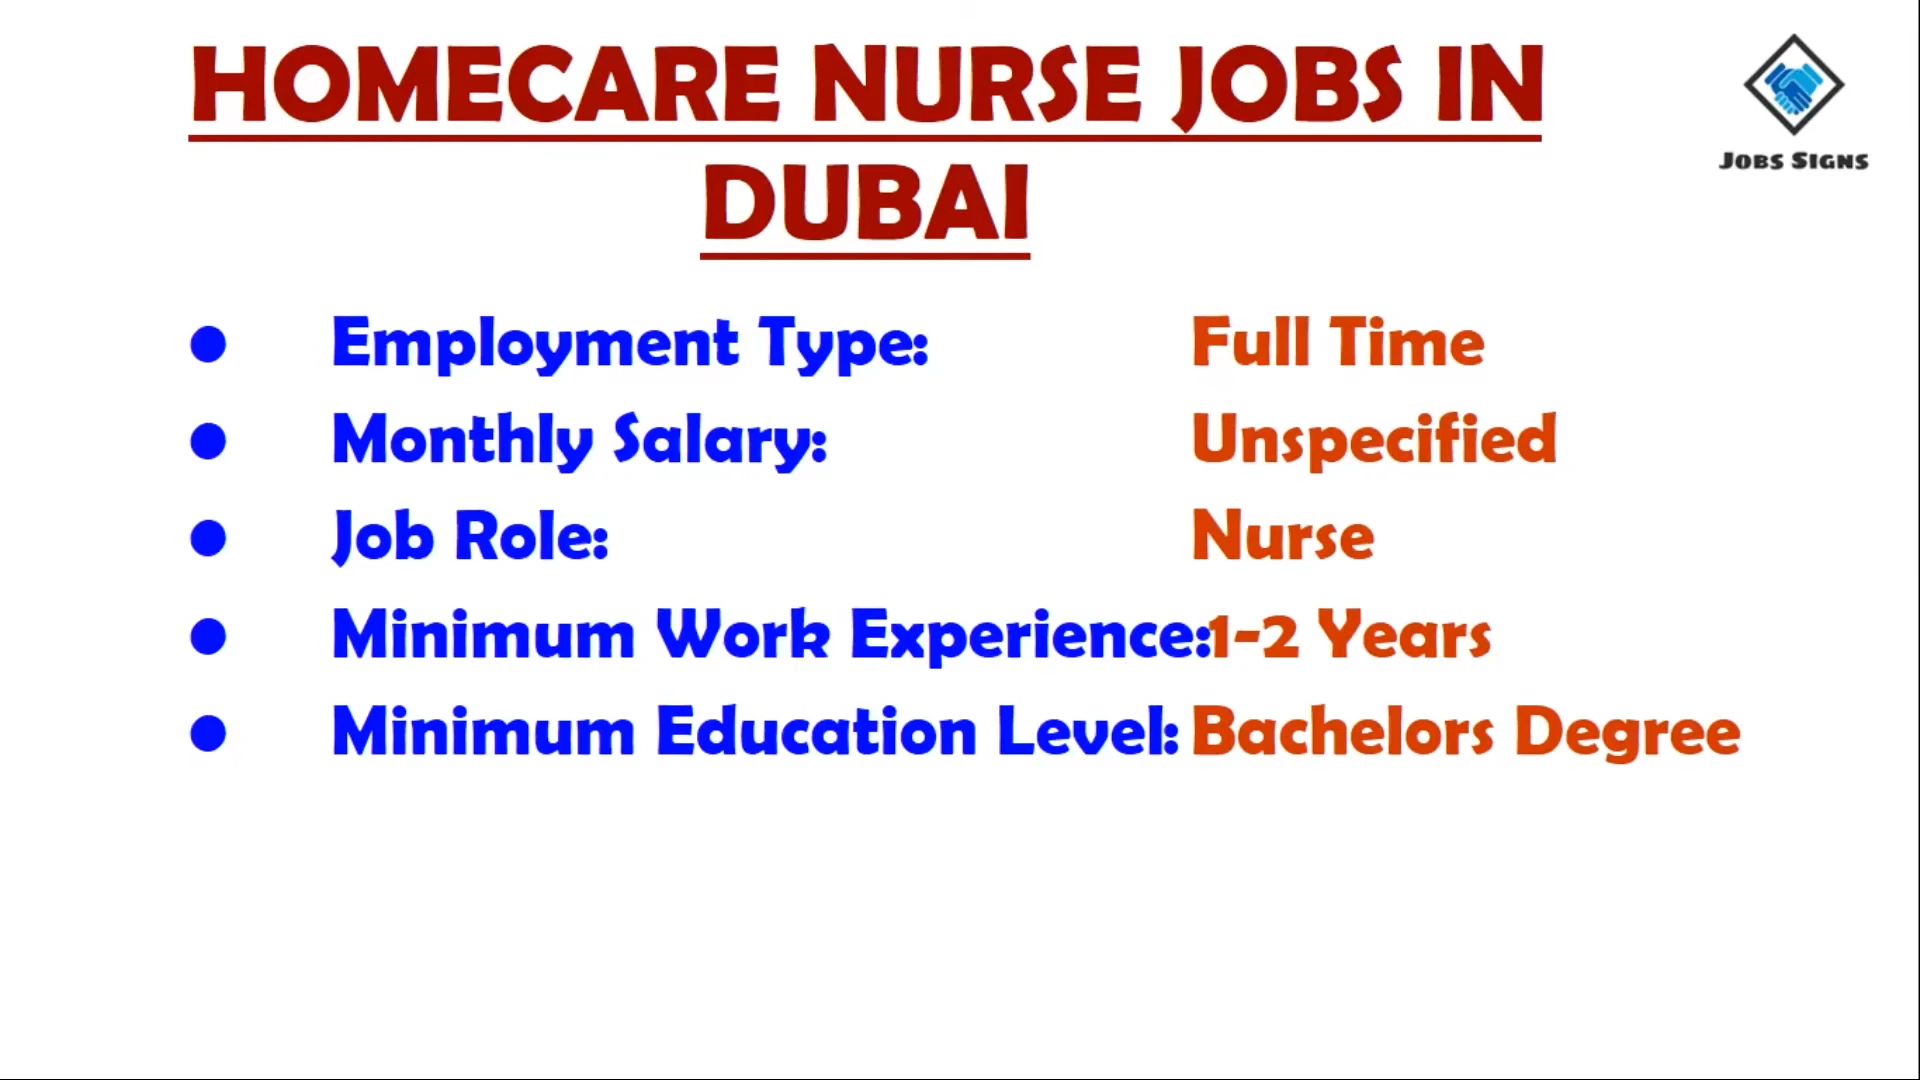 HOMECARE NURSE JOBS IN
DUBAI
JOBS SIGNS
● Employment Type: Full Time
● Monthly Salary: Unspecified
● Job Role: Nurse
● Minimum Work Experience:1-2 Years
● Minimum Education Level: Bachelors Degree